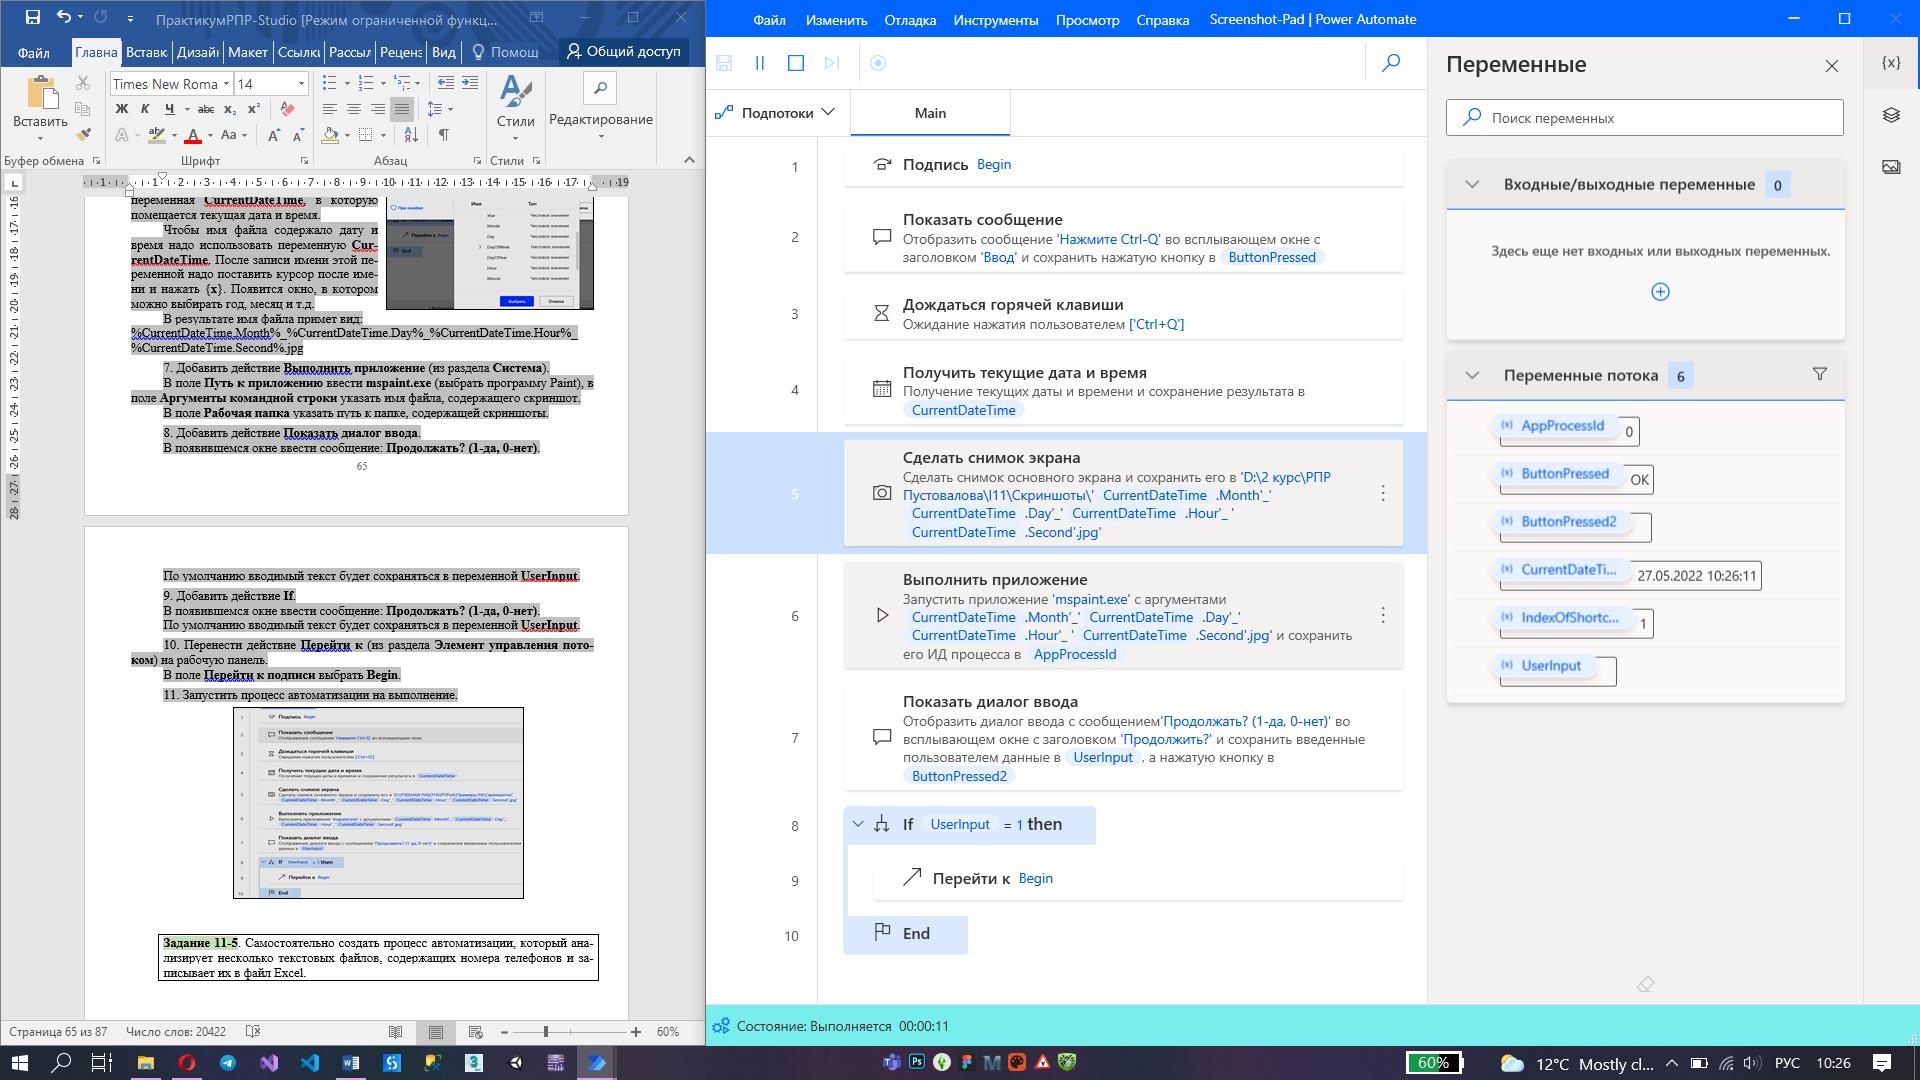 ПрактикумРПР-Studio [Режим ограниченной функц...
Файл
Главна
Вставк
Дизай
Макет
Ссылки
Рассыл
Реценз
Вид
Помощ
Общий доступ
Вставить
Times New Roma
14
Стили
Редактирование
Буфер обмена
Шрифт
Абзац
Стили
переменная CurrentDateTime, в которую
помещается текущая дата и время.
Чтобы имя файла содержало дату и
время надо использовать переменную Cur-
rentDateTime. После записи имени этой пе-
ременной надо поставить курсор после име-
ни и нажать {x}. Появится окно, в котором
можно выбирать год, месяц и т.д.
В результате имя файла примет вид:
%CurrentDateTime.Month%_%CurrentDateTime.Day%_%CurrentDateTime.Hour%_
%CurrentDateTime.Second%.jpg
7. Добавить действие Выполнить приложение (из раздела Система).
В поле Путь к приложению ввести mspaint.exe (выбрать программу Paint), в
поле Аргументы командной строки указать имя файла, содержащего скриншот.
В поле Рабочая папка указать путь к папке, содержащей скриншоты.
8. Добавить действие Показать диалог ввода.
В появившемся окне ввести сообщение: Продолжать? (1-да, 0-нет).
65
По умолчанию вводимый текст будет сохраняться в переменной UserInput.
9. Добавить действие If.
В появившемся окне ввести сообщение: Продолжать? (1-да, 0-нет).
По умолчанию вводимый текст будет сохраняться в переменной UserInput.
10. Перенести действие Перейти к (из раздела Элемент управления пото-
ком) на рабочую панель.
В поле Перейти к подписи выбрать Begin.
11. Запустить процесс автоматизации на выполнение.
Задание 11-5. Самостоятельно создать процесс автоматизации, который ана-
лизирует несколько текстовых файлов, содержащих номера телефонов и за-
писывает их в файл Excel.
Страница 65 из 87
Число слов: 20422
60%
Файл
Изменить
Отладка
Инструменты
Просмотр
Справка
Screenshot-Pad | Power Automate
Подпотоки
Main
1
Подпись Begin
2
Показать сообщение
Отобразить сообщение 'Нажмите Ctrl-Q' во всплывающем окне с
заголовком 'Ввод' и сохранить нажатую кнопку в ButtonPressed
3
Дождаться горячей клавиши
Ожидание нажатия пользователем ['Ctrl+Q']
4
Получить текущие дата и время
Получение текущих даты и времени и сохранение результата в
CurrentDateTime
5
Сделать снимок экрана
Сделать снимок основного экрана и сохранить его в 'D:\2 курс\РПР
Пустовалова\l11\Скриншоты\' CurrentDateTime .Month'_'
CurrentDateTime .Day'_' CurrentDateTime .Hour'_ '
CurrentDateTime .Second'.jpg'
6
Выполнить приложение
Запустить приложение 'mspaint.exe' с аргументами
CurrentDateTime .Month'_' CurrentDateTime .Day'_'
CurrentDateTime .Hour'_ ' CurrentDateTime .Second'.jpg' и сохранить
его ИД процесса в AppProcessId
7
Показать диалог ввода
Отобразить диалог ввода с сообщением'Продолжать? (1-да, 0-нет)' во
всплывающем окне с заголовком 'Продолжить?' и сохранить введенные
пользователем данные в UserInput , а нажатую кнопку в
ButtonPressed2
8
If UserInput = 1 then
9
Перейти к Begin
10
End
Состояние: Выполняется 00:00:11
Переменные
Поиск переменных
Входные/выходные переменные 0
Здесь еще нет входных или выходных переменных.
Переменные потока 6
AppProcessId 0
ButtonPressed OK
ButtonPressed2
CurrentDateTi... 27.05.2022 10:26:11
IndexOfShortc... 1
UserInput
60%
12°C Mostly cl...
РУС
10:26